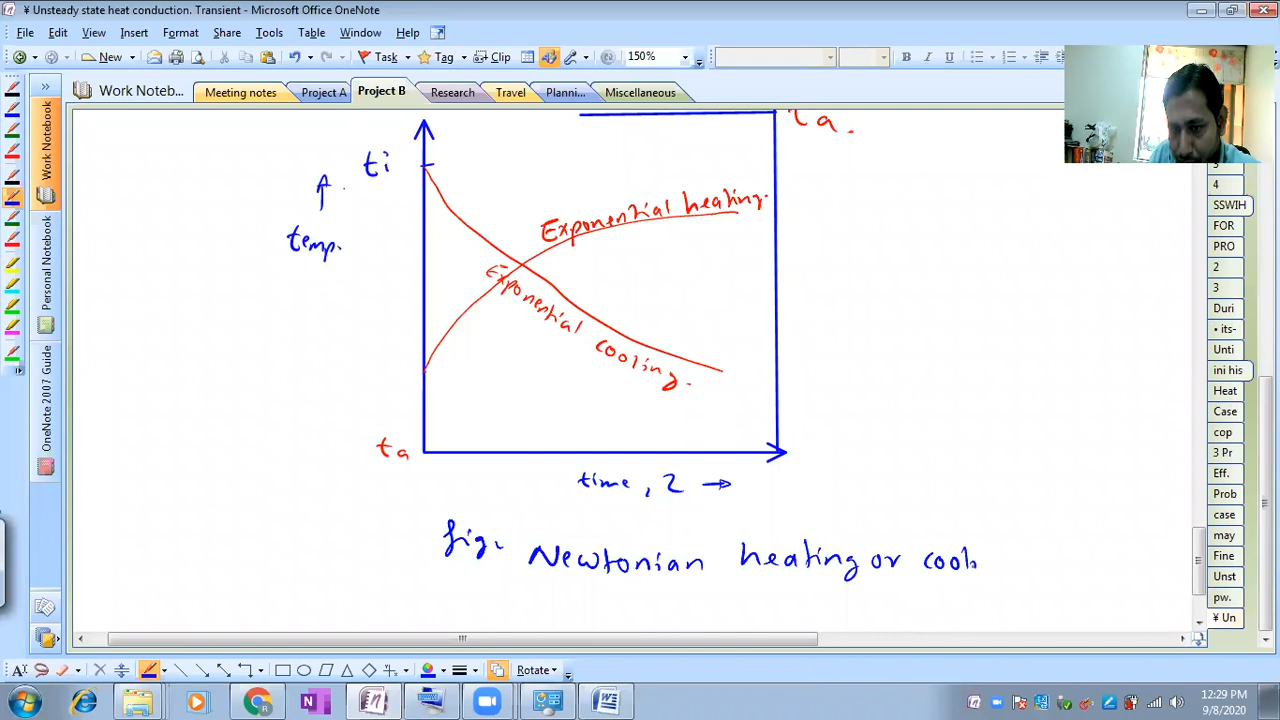 ¥ Unsteady state heat conduction. Transient - Microsoft Office OneNote
File Edit View Insert Format Share Tools Table Window Help
New Task Tag Clip 150% B I U
Work Noteb... Meeting notes Project A Project B Research Travel Planni... Miscellaneous
Work Notebook
Personal Notebook
OneNote 2007 Guide
ta.
ti
temp.
Exponential heating.
Exponential cooling.
ta
time, 2
fig. Newtonian heating or cool
3
4
SSWIH
FOR
PRO
2
3
Duri
• its-
Unti
ini his
Heat
Case
cop
3 Pr
Eff.
Prob
case
may
Fine
Unst
pw.
¥ Un
Rotate
12:29 PM
9/8/2020